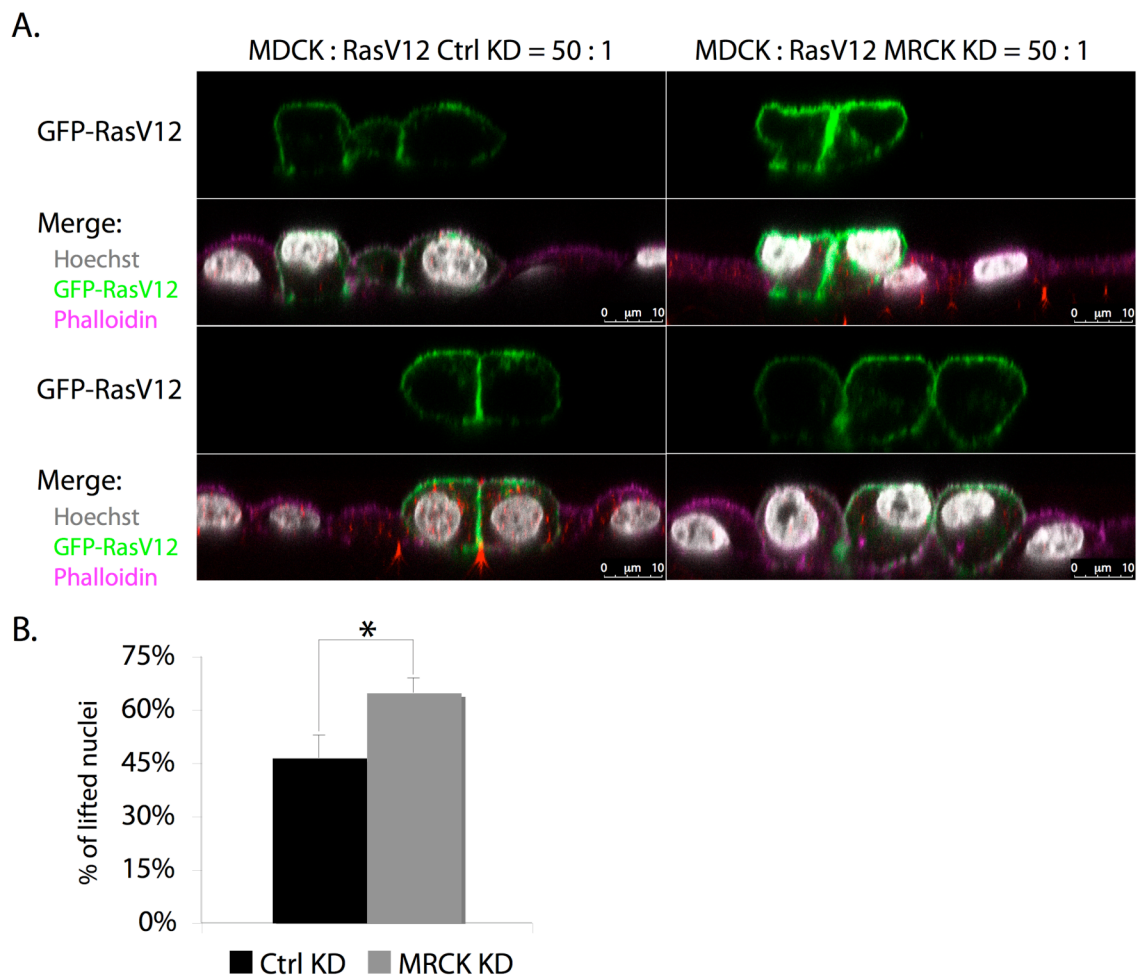 A.
MDCK : RasV12 Ctrl KD = 50 : 1
MDCK : RasV12 MRCK KD = 50 : 1
GFP-RasV12
Merge:
Hoechst
GFP-RasV12
Phalloidin
0 μm 10
0 μm 10
GFP-RasV12
Merge:
Hoechst
GFP-RasV12
Phalloidin
0 μm 10
0 μm 10
B.
75%
60%
45%
30%
15%
0%
% of lifted nuclei
*
Ctrl KD
MRCK KD